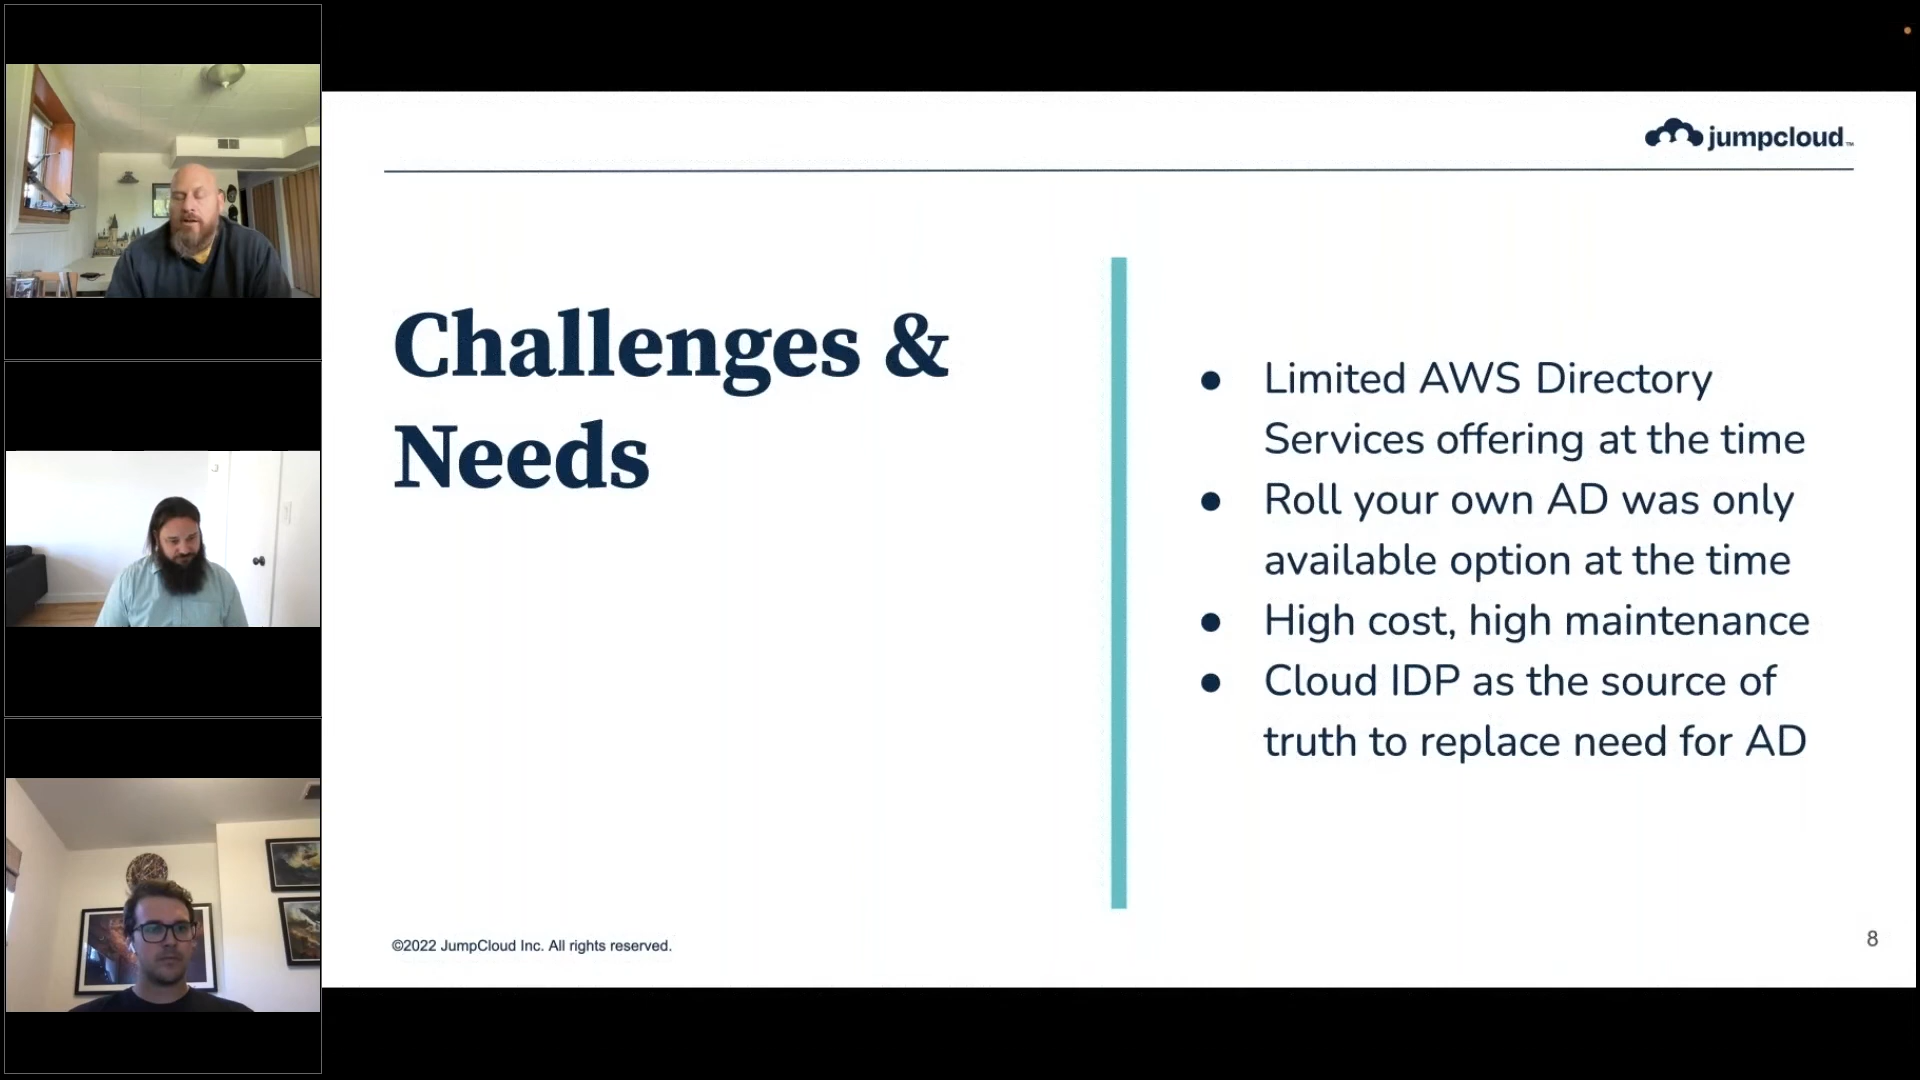 jumpcloud™
Challenges &
Needs
● Limited AWS Directory
Services offering at the time
● Roll your own AD was only
available option at the time
● High cost, high maintenance
● Cloud IDP as the source of
truth to replace need for AD
©2022 JumpCloud Inc. All rights reserved.
8